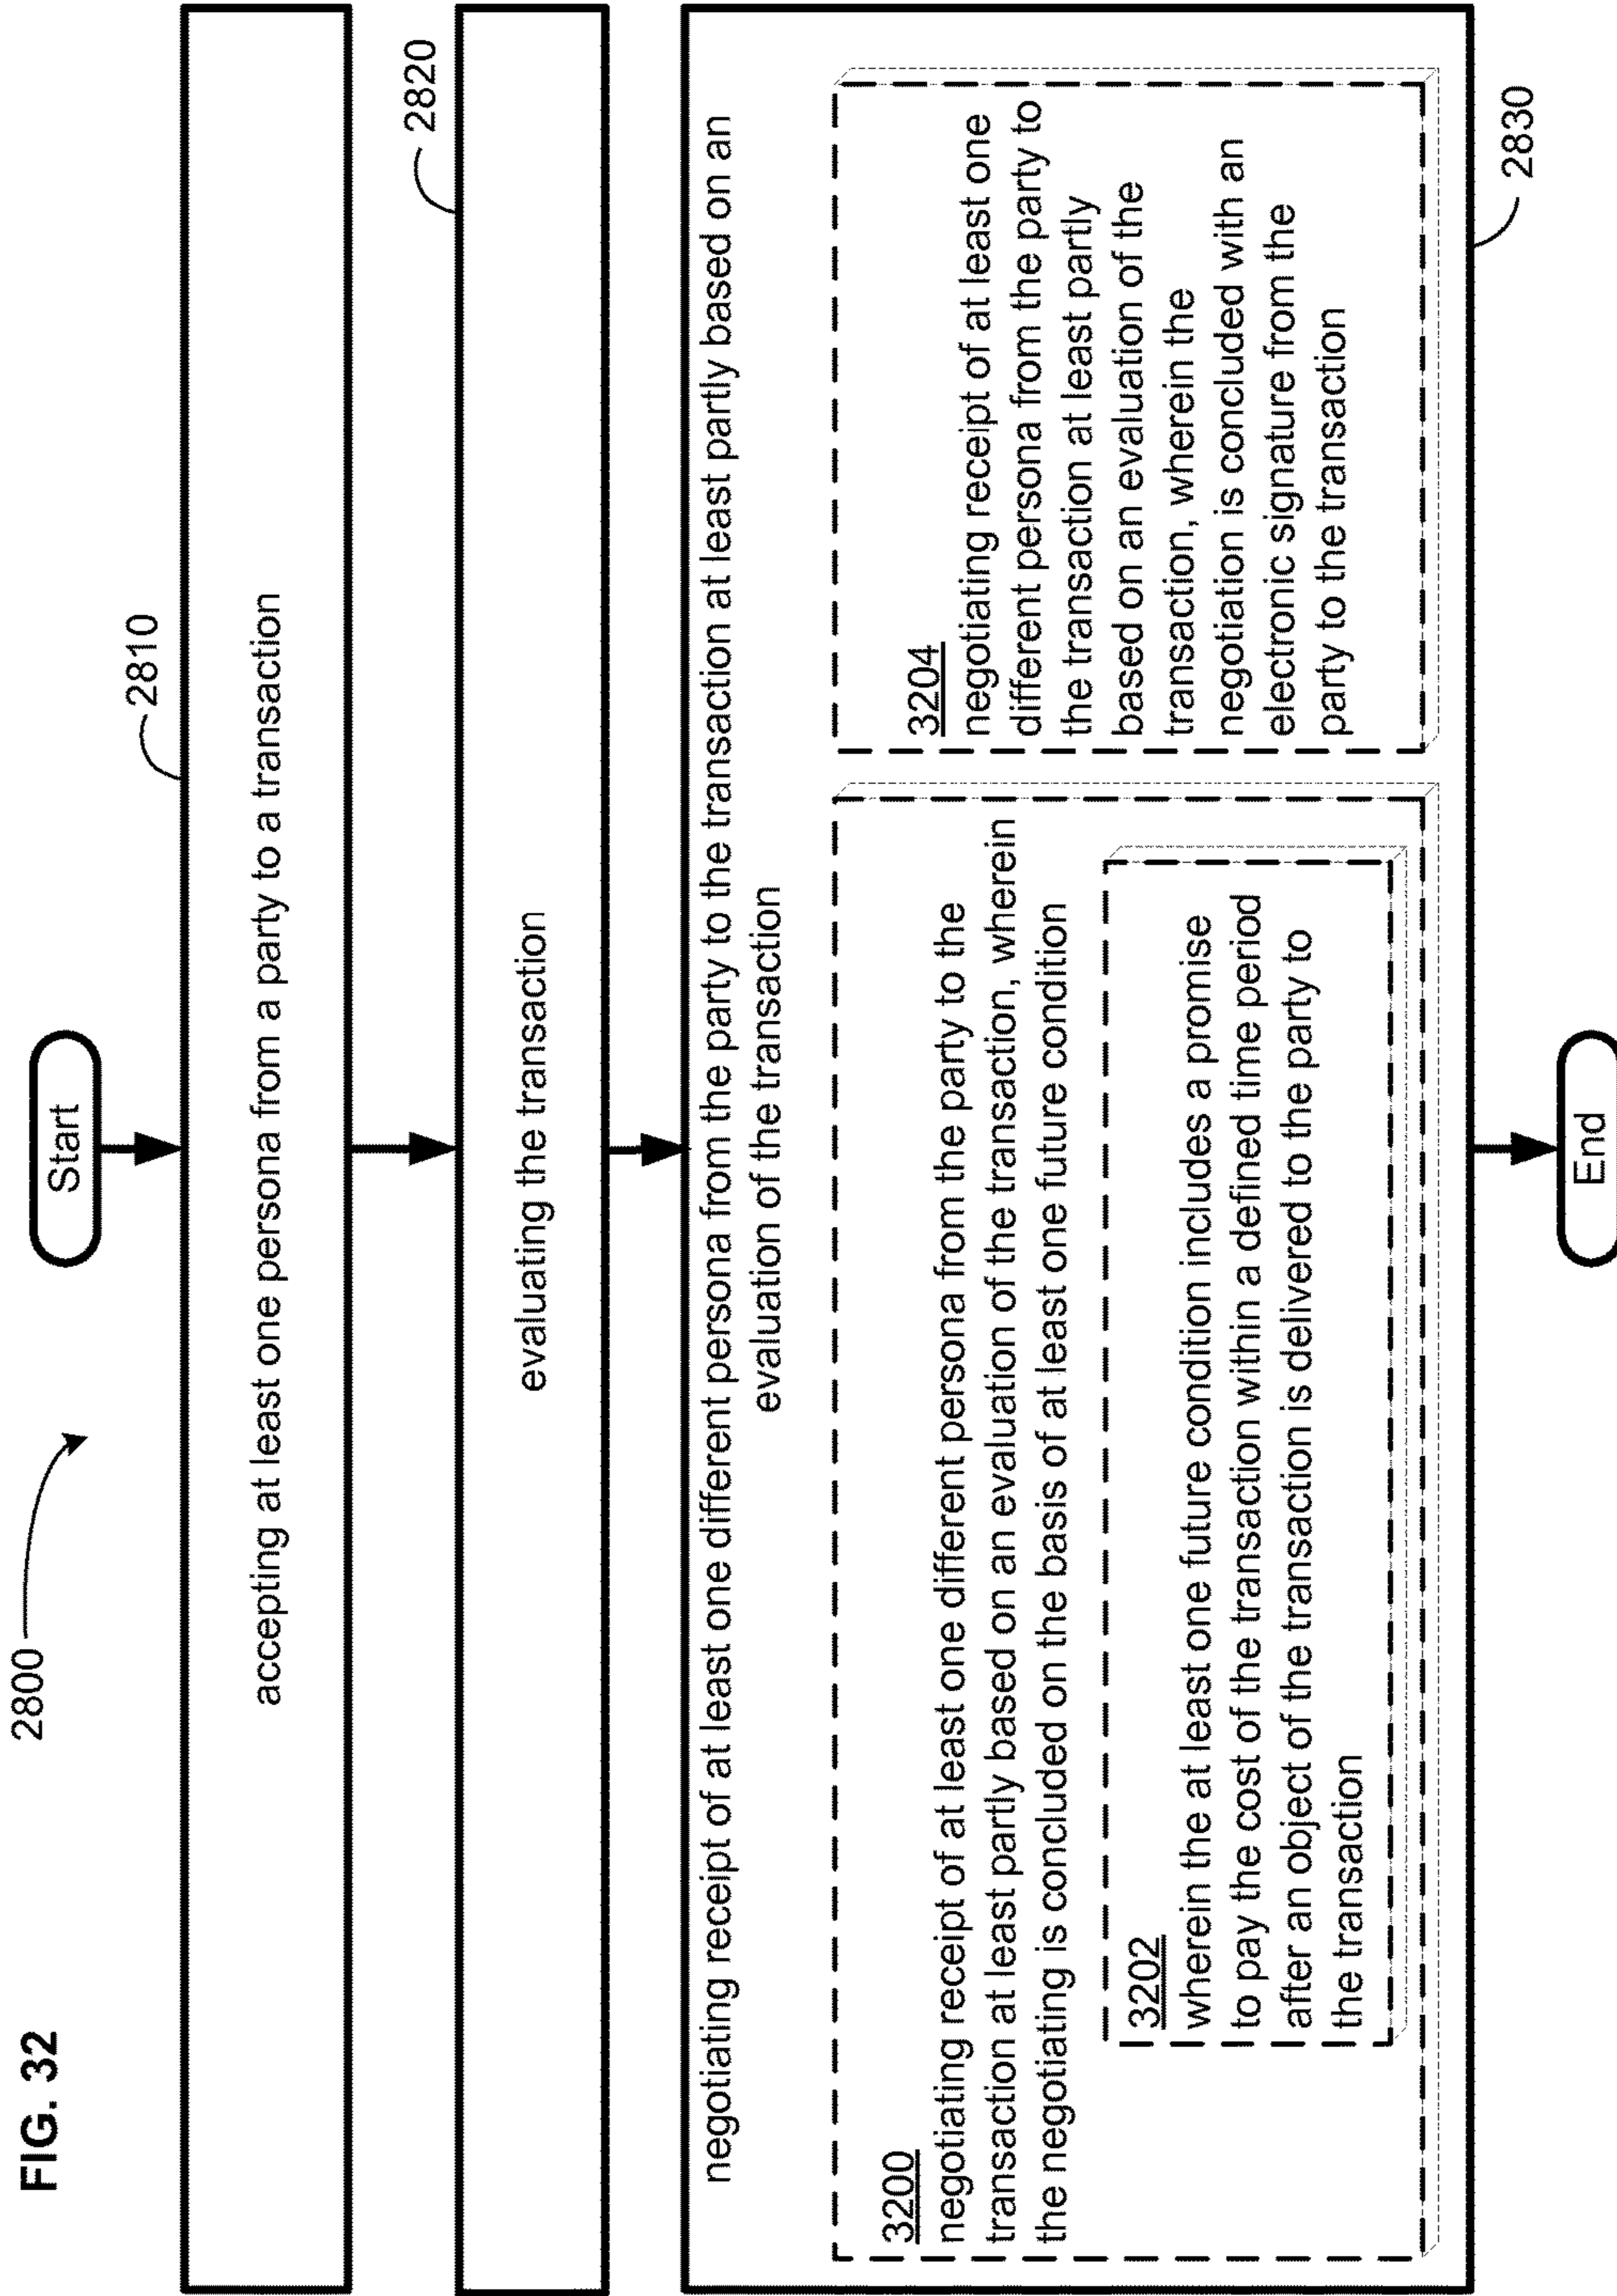 FIG. 32
2800
Start
2810
accepting at least one persona from a party to a transaction
2820
evaluating the transaction
negotiating receipt of at least one different persona from the party to the transaction at least partly based on an
evaluation of the transaction
3200
negotiating receipt of at least one different persona from the party to the
transaction at least partly based on an evaluation of the transaction, wherein
the negotiating is concluded on the basis of at least one future condition
3202
wherein the at least one future condition includes a promise
to pay the cost of the transaction within a defined time period
after an object of the transaction is delivered to the party to
the transaction
3204
negotiating receipt of at least one
different persona from the party to
the transaction at least partly
based on an evaluation of the
transaction, wherein the
negotiation is concluded with an
electronic signature from the
party to the transaction
2830
End